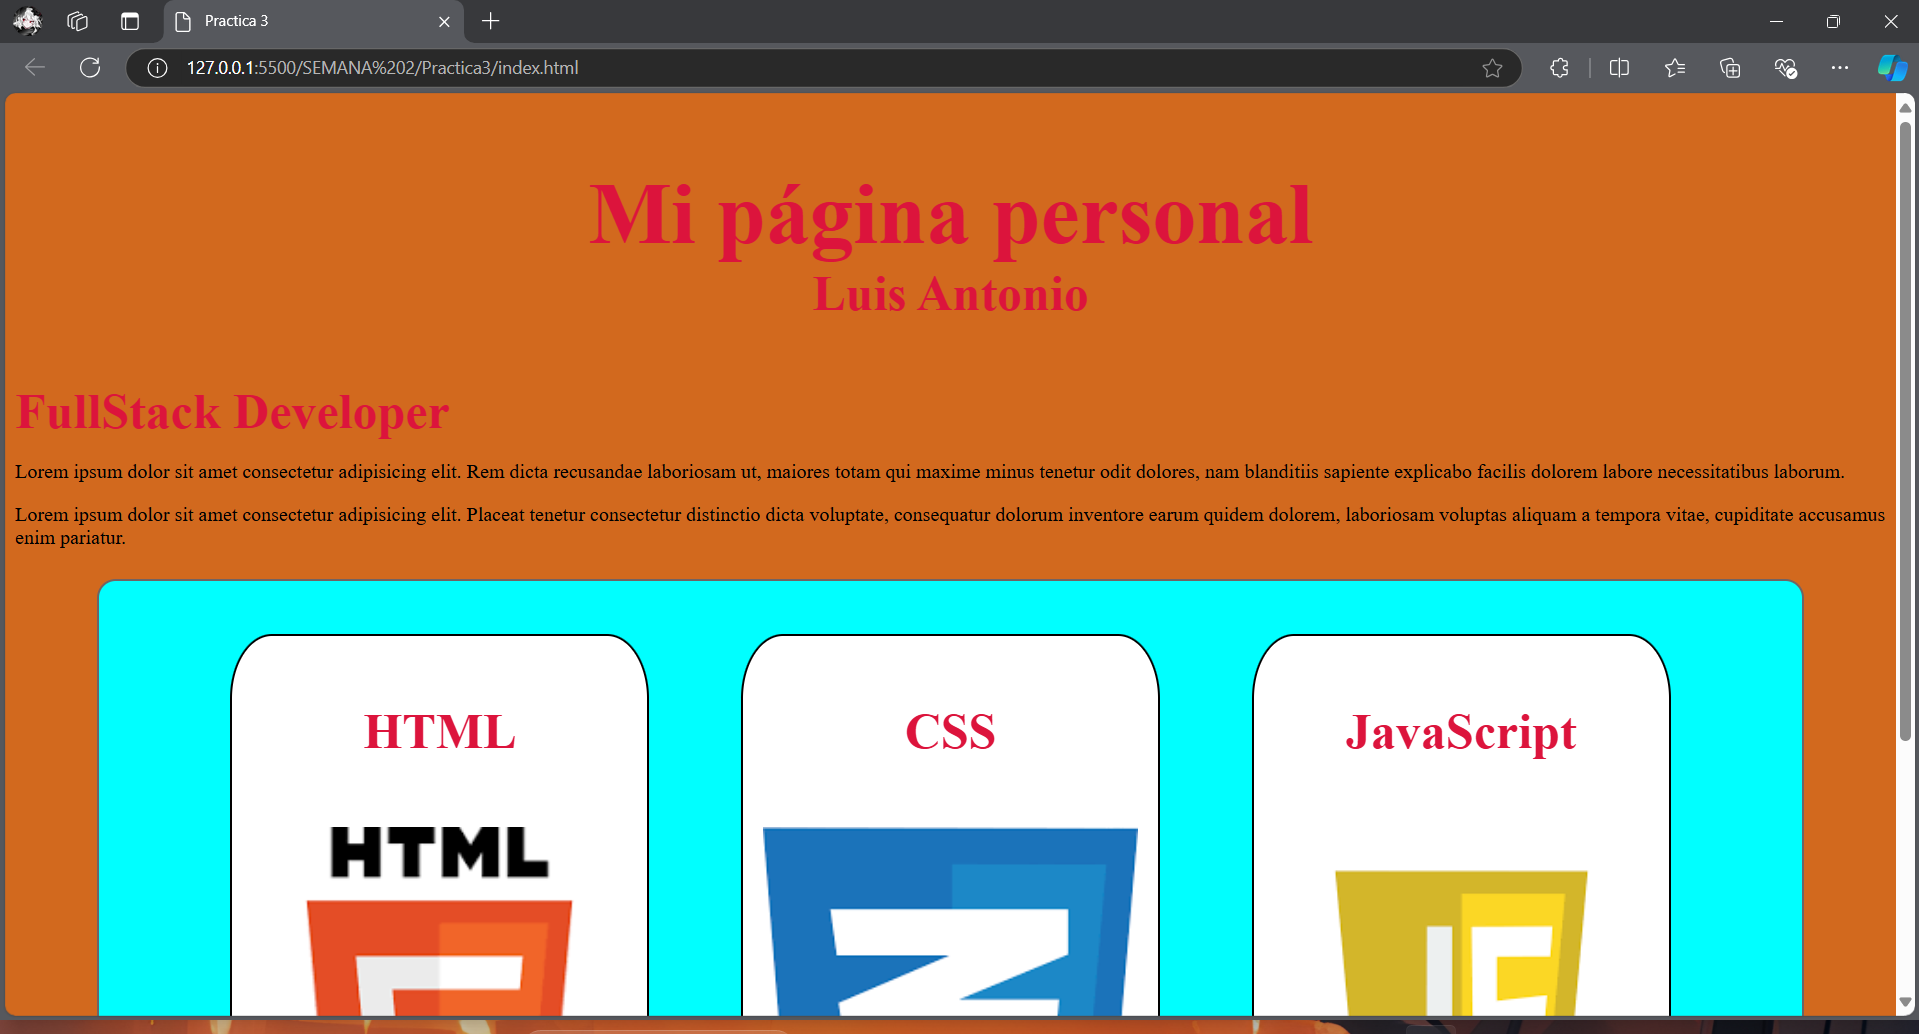 Practica 3
127.0.0.1:5500/SEMANA%202/Practica3/index.html
Mi página personal
Luis Antonio
FullStack Developer
Lorem ipsum dolor sit amet consectetur adipisicing elit. Rem dicta recusandae laboriosam ut, maiores totam qui maxime minus tenetur odit dolores, nam blanditiis sapiente explicabo facilis dolorem labore necessitatibus laborum.
Lorem ipsum dolor sit amet consectetur adipisicing elit. Placeat tenetur consectetur distinctio dicta voluptate, consequatur dolorum inventore earum quidem dolorem, laboriosam voluptas aliquam a tempora vitae, cupiditate accusamus
enim pariatur.
HTML
CSS
JavaScript
HTML